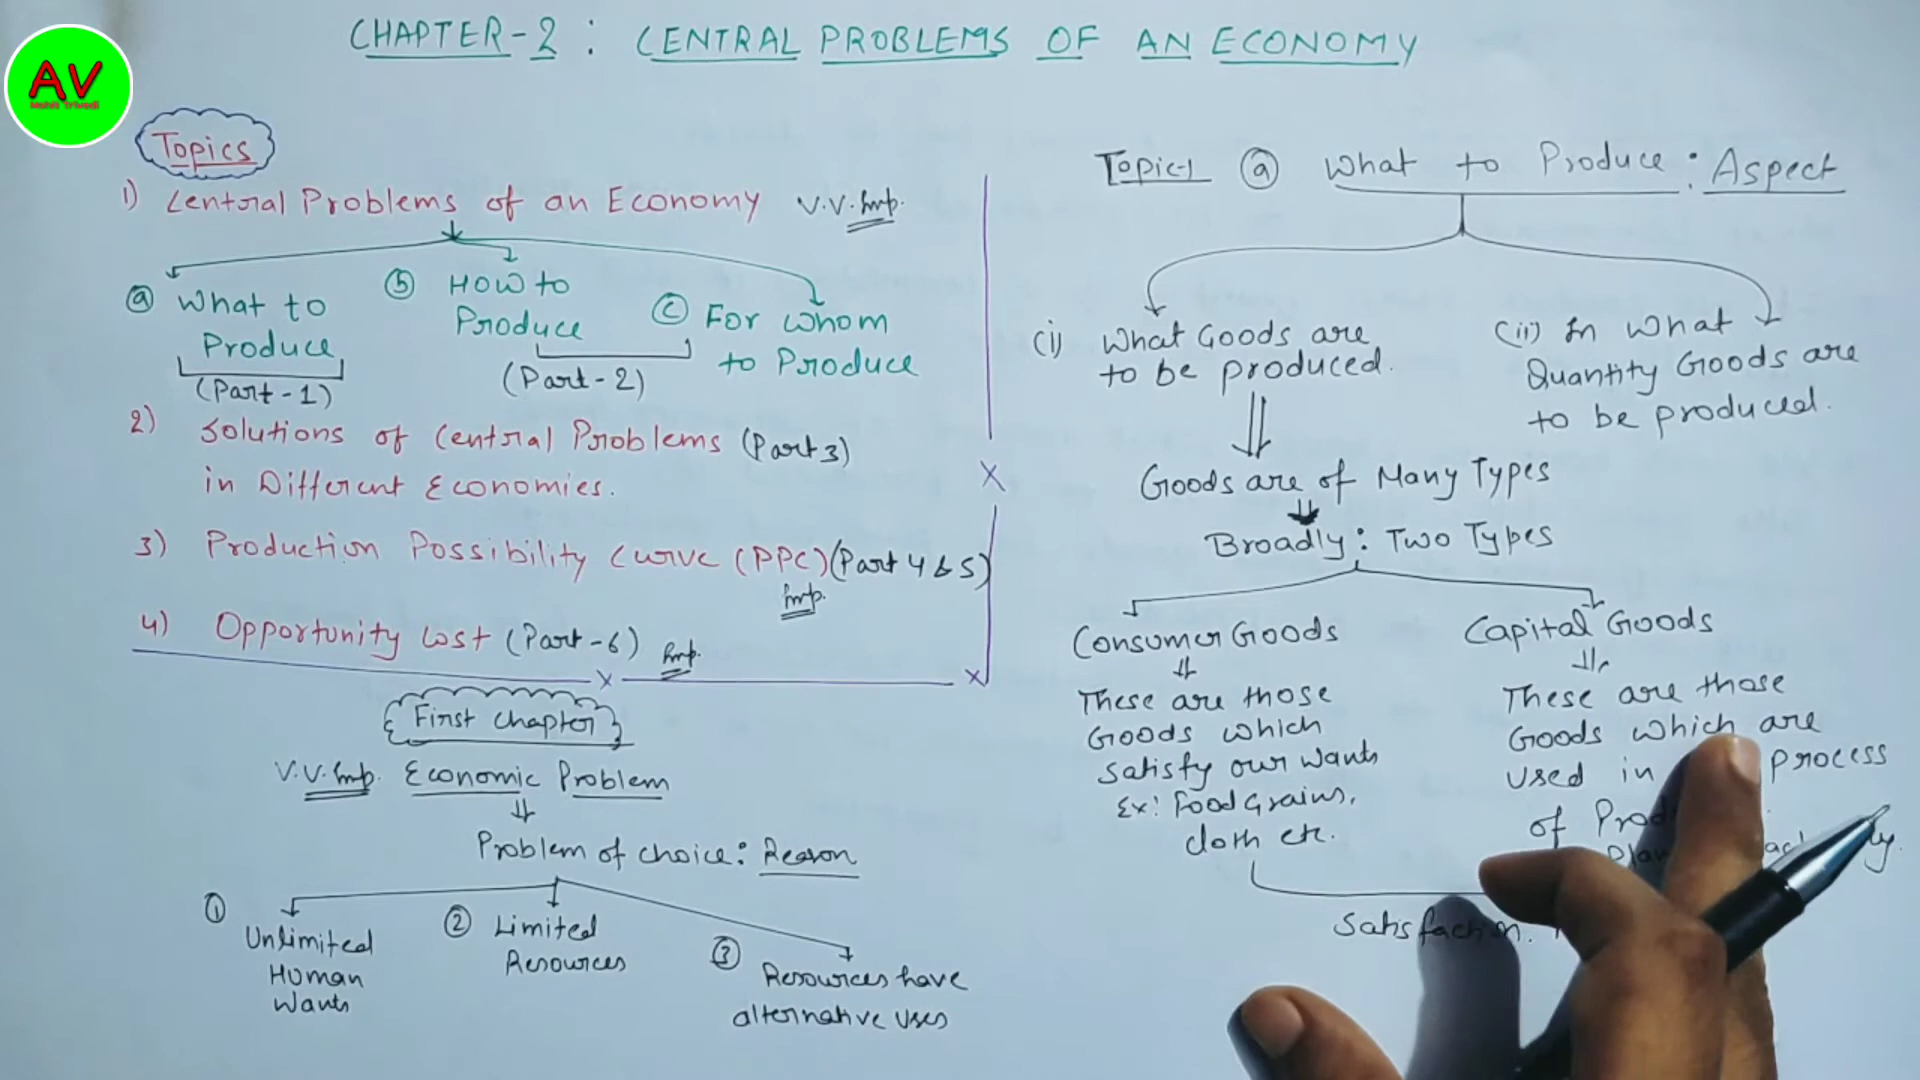 CHAPTER-2 : CENTRAL PROBLEMS OF AN ECONOMY
AV
Topics
1) Central Problems of an Economy V.V.Imp.
(a) What to
Produce
(Part-1)
(b) How to
Produce
(Part-2)
(c) For Whom
to Produce
2) Solutions of Central Problems (Part 3)
in Different Economies.
3) Production Possibility Curve (PPC) (Part 4 & 5)
Imp.
4) Opportunity Cost (Part-6) Imp.
First Chapter
V.V.Imp. Economic Problem
Problem of choice: Reason
(1) Unlimited
Human
Wants
(2) Limited
Resources
(3) Resources have
alternative uses
Topic-1 (a) What to Produce : Aspect
(i) What Goods are
to be produced.
(ii) In what
Quantity Goods are
to be produced.
Goods are of Many Types
Broadly: Two Types
Consumer Goods
These are those
Goods which
satisfy our wants
Ex: Food Grains,
cloth etc.
Capital Goods
These are those
Goods which are
used in process
of
Satisfaction.